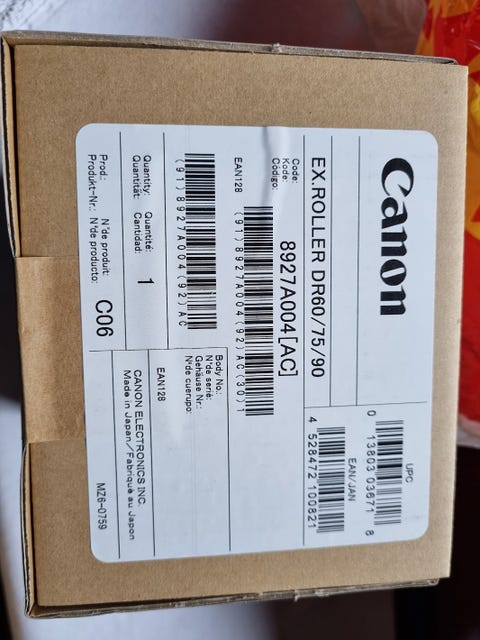 Canon
UPC
0 13803 03671 8
EX.ROLLER DR60/75/90
EAN/JAN
4 528472 100821
Code:
Kode:
Código:
8927A004[AC]
EAN128
(91)8927A004(92)AC(30)1
(91)8927A004(92)AC
Body No.:
N°de serie:
Gehäuse Nr.:
N°de cuerupo:
Quantity: Quantité:
Quantität: Cantidad:
1
EAN128
Prod.: N°de produit:
Produkt-Nr.: N°de producto:
C06
CANON ELECTRONICS INC.
Made in Japan/Fabriqué au Japon
MZ6-0759